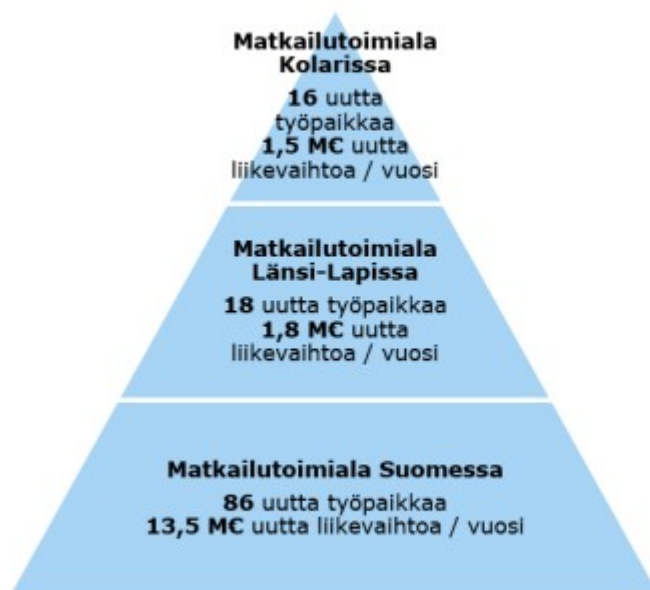 Matkailutoimiala
Kolarissa
16 uutta
työpaikkaa
1,5 M€ uutta
liikevaihtoa / vuosi
Matkailutoimiala
Länsi-Lapissa
18 uutta työpaikkaa
1,8 M€ uutta
liikevaihtoa / vuosi
Matkailutoimiala Suomessa
86 uutta työpaikkaa
13,5 M€ uutta liikevaihtoa / vuosi